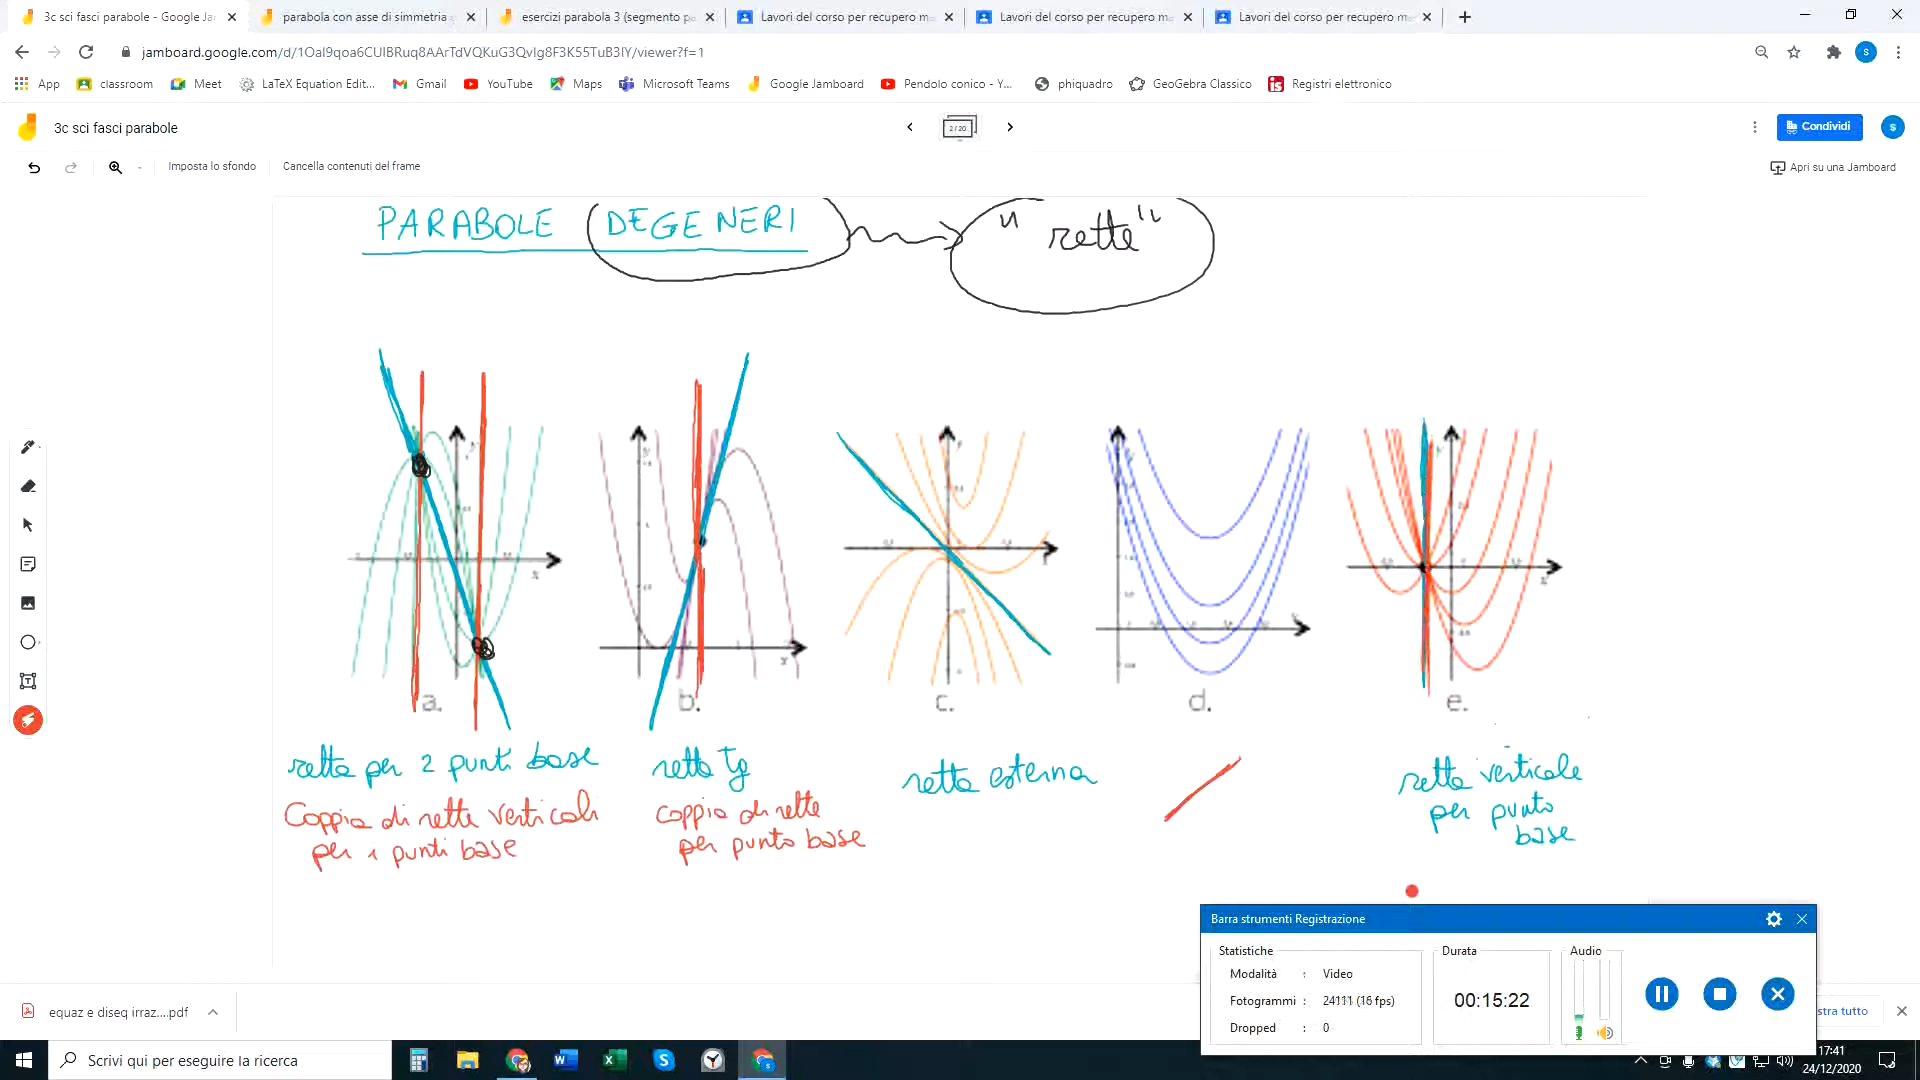 3c sci fasci parabole - Google Ja
parabola con asse di simmetria
esercizi parabola 3 (segmento p
Lavori del corso per recupero m
Lavori del corso per recupero m
Lavori del corso per recupero m
jamboard.google.com/d/1Oal9qoa6CUIBRuq8AArTdVQKuG3QvIg8F3K55TuB3IY/viewer?f=1
App
classroom
Meet
LaTeX Equation Edit...
Gmail
YouTube
Maps
Microsoft Teams
Google Jamboard
Pendolo conico - Y...
phiquadro
GeoGebra Classico
Registri elettronico
3c sci fasci parabole
2 / 20
Condividi
S
Imposta lo sfondo
Cancella contenuti del frame
Apri su una Jamboard
PARABOLE DEGENERI
" rette "
a.
b.
c.
d.
e.
retta per 2 punti base
Coppia di rette verticali
per i punti base
retta tg
coppia di rette
per punto base
retta esterna
retta verticale
per punto
base
Barra strumenti Registrazione
Statistiche
Modalità : Video
Fotogrammi : 24111 (16 fps)
Dropped : 0
Durata
00:15:22
Audio
equaz e diseq irraz....pdf
stra tutto
Scrivi qui per eseguire la ricerca
17:41
24/12/2020